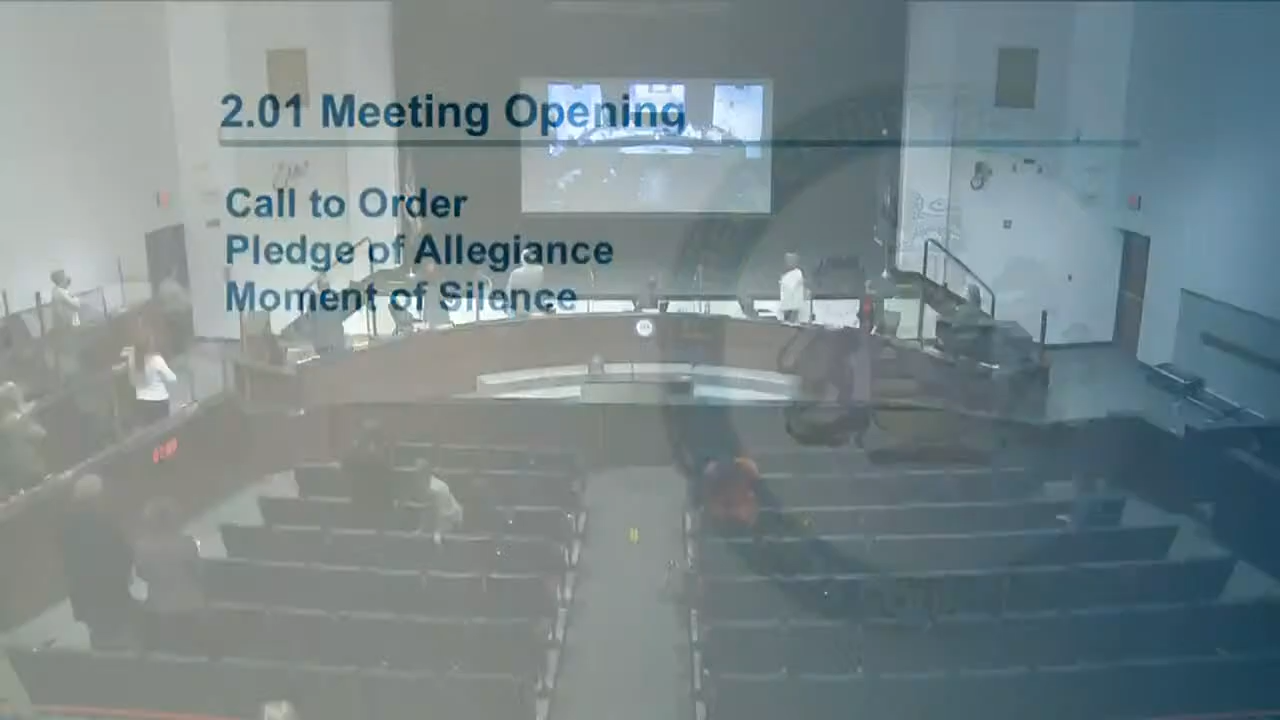 2.01 Meeting Opening
Call to Order
Pledge of Allegiance
Moment of Silence